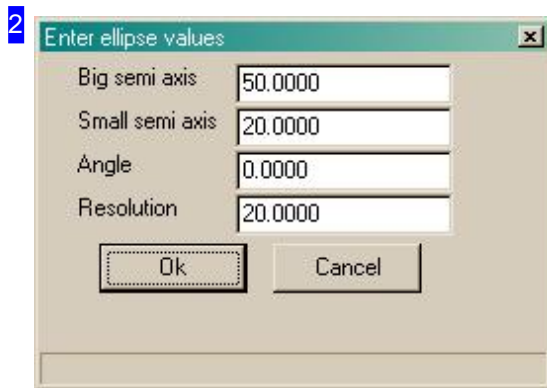 2
Enter ellipse values
Big semi axis 50.0000
Small semi axis 20.0000
Angle 0.0000
Resolution 20.0000
Ok Cancel